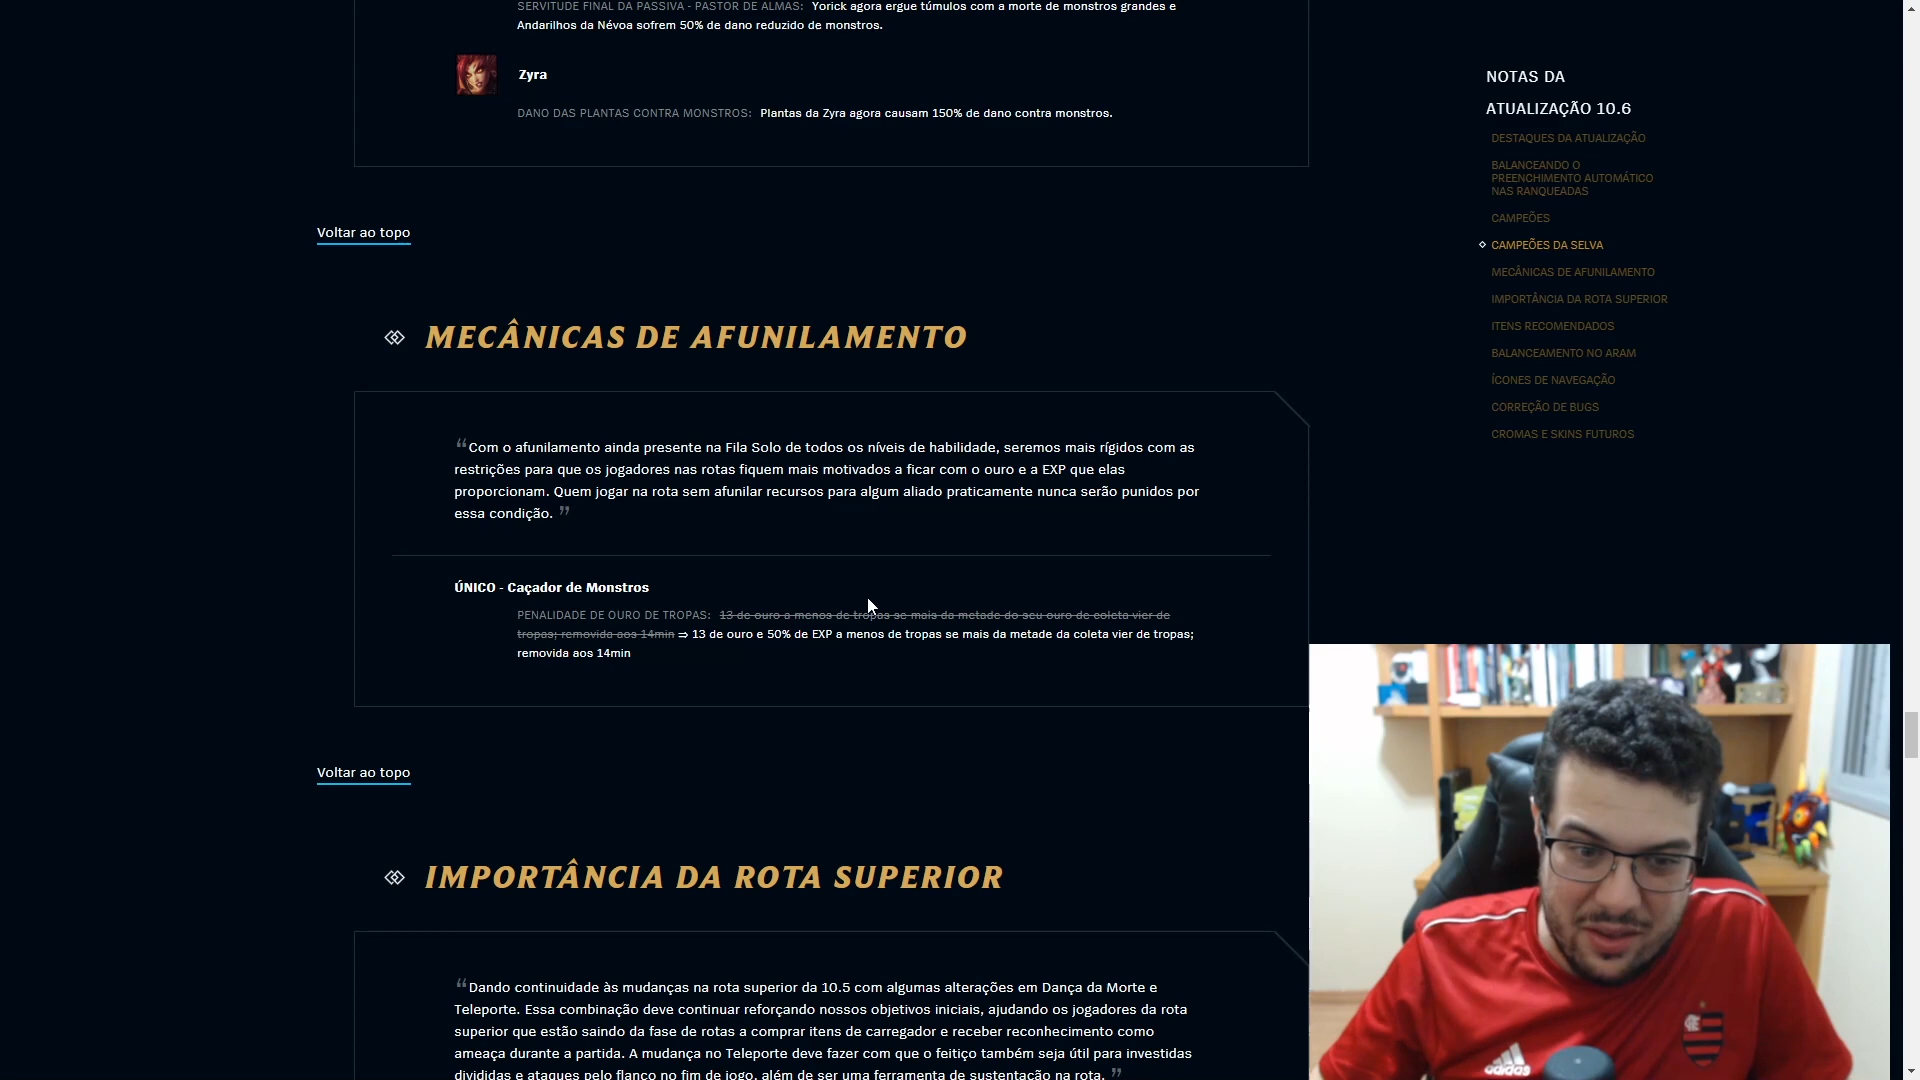 SERVITUDE FINAL DA PASSIVA - PASTOR DE ALMAS: Yorick agora ergue túmulos com a morte de monstros grandes e
Andarilhos da Névoa sofrem 50% de dano reduzido de monstros.
Zyra
DANO DAS PLANTAS CONTRA MONSTROS: Plantas da Zyra agora causam 150% de dano contra monstros.
Voltar ao topo
MECÂNICAS DE AFUNILAMENTO
“Com o afunilamento ainda presente na Fila Solo de todos os níveis de habilidade, seremos mais rígidos com as
restrições para que os jogadores nas rotas fiquem mais motivados a ficar com o ouro e a EXP que elas
proporcionam. Quem jogar na rota sem afunilar recursos para algum aliado praticamente nunca serão punidos por
essa condição. ”
ÚNICO - Caçador de Monstros
PENALIDADE DE OURO DE TROPAS: 13 de ouro a menos de tropas se mais da metade do seu ouro de coleta vier de
tropas; removida aos 14min ⇒ 13 de ouro e 50% de EXP a menos de tropas se mais da metade da coleta vier de tropas;
removida aos 14min
Voltar ao topo
IMPORTÂNCIA DA ROTA SUPERIOR
“Dando continuidade às mudanças na rota superior da 10.5 com algumas alterações em Dança da Morte e
Teleporte. Essa combinação deve continuar reforçando nossos objetivos iniciais, ajudando os jogadores da rota
superior que estão saindo da fase de rotas a comprar itens de carregador e receber reconhecimento como
ameaça durante a partida. A mudança no Teleporte deve fazer com que o feitiço também seja útil para investidas
divididas e ataques pelo flanco no fim de jogo, além de ser uma ferramenta de sustentação na rota. ”
NOTAS DA
ATUALIZAÇÃO 10.6
DESTAQUES DA ATUALIZAÇÃO
BALANCEANDO O
PREENCHIMENTO AUTOMÁTICO
NAS RANQUEADAS
CAMPEÕES
CAMPEÕES DA SELVA
MECÂNICAS DE AFUNILAMENTO
IMPORTÂNCIA DA ROTA SUPERIOR
ITENS RECOMENDADOS
BALANCEAMENTO NO ARAM
ÍCONES DE NAVEGAÇÃO
CORREÇÃO DE BUGS
CROMAS E SKINS FUTUROS
adidas